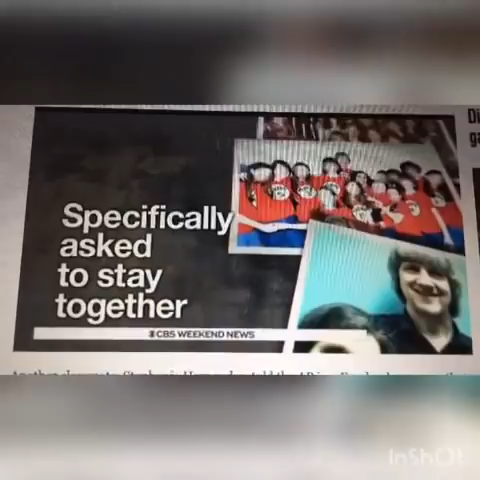 Specifically
asked
to stay
together
CBS WEEKEND NEWS
InShOt